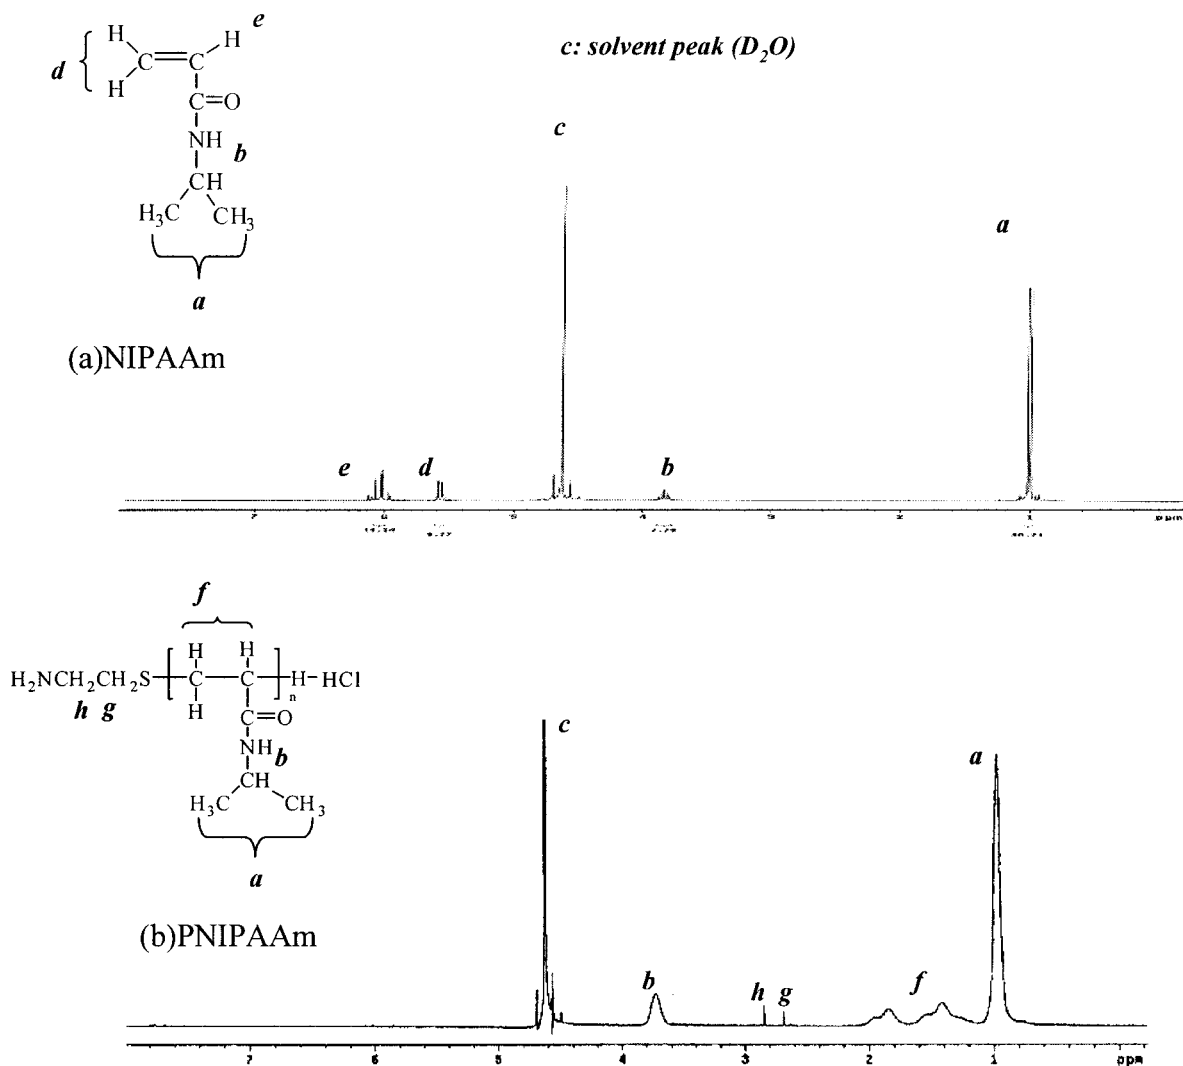 e
H
H
c: solvent peak (D₂O)
d
C
C
H
C=O
c
NH
b
CH
H₃C
CH₃
a
a
(a)NIPAAm
e
d
b
7
6
5
4
3
2
1
ppm
f
H
H
H₂NCH₂CH₂S
C
C
H
HCl
n
h g
H
C=O
c
NH
b
a
CH
H₃C
CH₃
a
(b)PNIPAAm
b
h
g
f
7
6
5
4
3
2
1
ppm